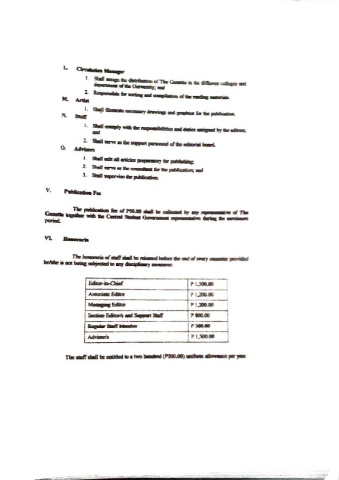 L. Circulation Manager
1. Shall assign the distribution of The Gazette in the different colleges and
department of the University; and
2. Responsible for sorting and compilation of the reading materials.
M. Artist
1. Shall illustrate necessary drawings and graphics for the publication.
N. Staff
1. Shall comply with the responsibilities and duties assigned by the editors;
and
2. Shall serve as the support personnel of the editorial board.
O. Advisers
1. Shall edit all articles preparatory for publishing;
2. Shall serve as the consultant for the publication; and
3. Shall supervise the publication.
V. Publication Fee
The publication fee of P50.00 shall be collected by any representative of The
Gazette together with the Central Student Government representative during the enrolment
period.
VI. Honoraria
The honoraria of staff shall be released before the end of every semester provided
he/she is not being subjected to any disciplinary measure:
Editor-in-Chief P 1,500.00
Associate Editor P 1,200.00
Managing Editor P 1,200.00
Section Editor/s and Support Staff P 800.00
Regular Staff Member P 500.00
Adviser/s P 1,500.00
The staff shall be entitled to a two hundred (P200.00) uniform allowance per year